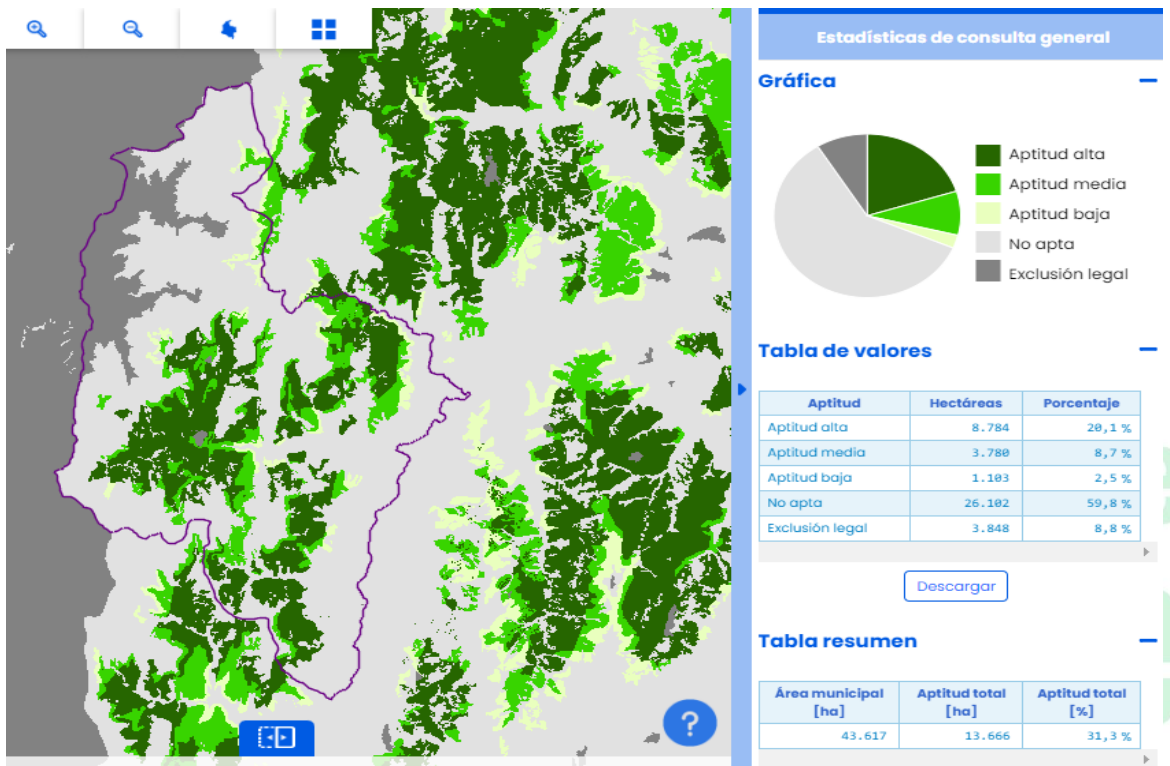 Estadísticas de consulta general
Gráfica
Aptitud alta
Aptitud media
Aptitud baja
No apta
Exclusión legal
Tabla de valores
Aptitud Hectáreas Porcentaje
Aptitud alta 8.784 20,1 %
Aptitud media 3.780 8,7 %
Aptitud baja 1.103 2,5 %
No apta 26.102 59,8 %
Exclusión legal 3.848 8,8 %
Descargar
Tabla resumen
Área municipal Aptitud total Aptitud total
[ha] [ha] [%]
43.617 13.666 31,3 %
?